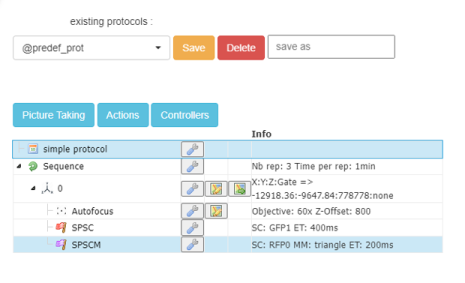 existing protocols :
@predef_prot Save Delete save as
Picture Taking Actions Controllers
Info
simple protocol
Sequence Nb rep: 3 Time per rep: 1min
0 X:Y:Z:Gate =>
-12918.36:-9647.84:778778:none
Autofocus Objective: 60x Z-Offset: 800
SPSC SC: GFP1 ET: 400ms
SPSCM SC: RFP0 MM: triangle ET: 200ms